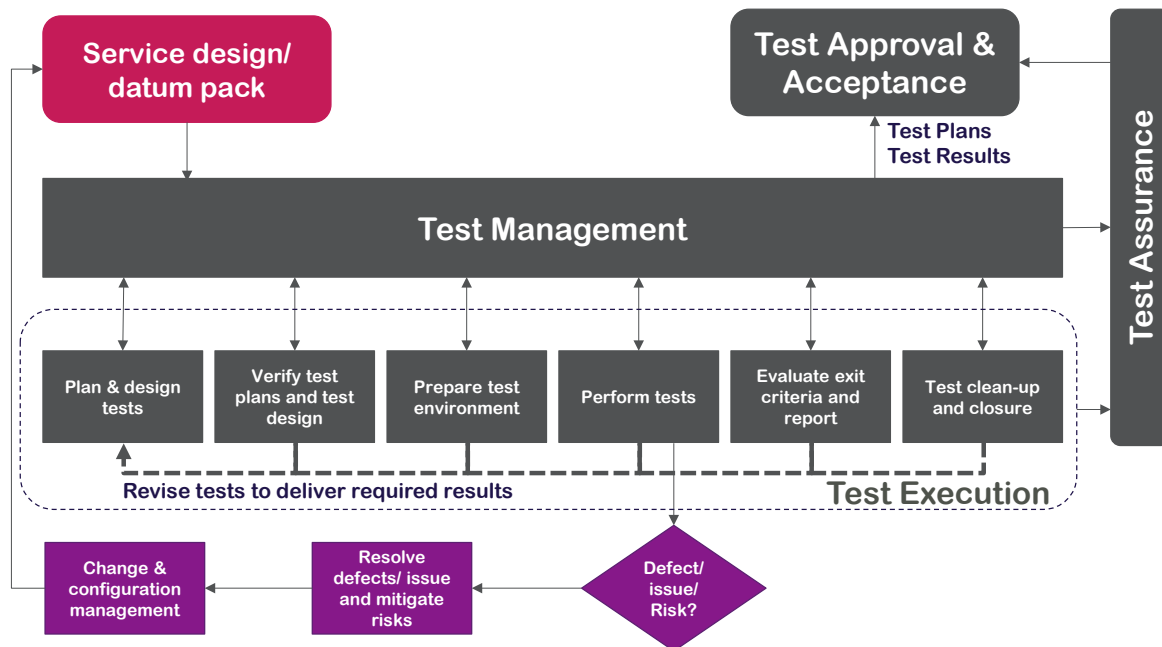 Service design/
datum pack
Test Approval &
Acceptance
Test Plans
Test Results
Test Management
Test Assurance
Plan & design
tests
Verify test
plans and test
design
Prepare test
environment
Perform tests
Evaluate exit
criteria and
report
Test clean-up
and closure
Revise tests to deliver required results
Test Execution
Change &
configuration
management
Resolve
defects/ issue
and mitigate
risks
Defect/
issue/
Risk?